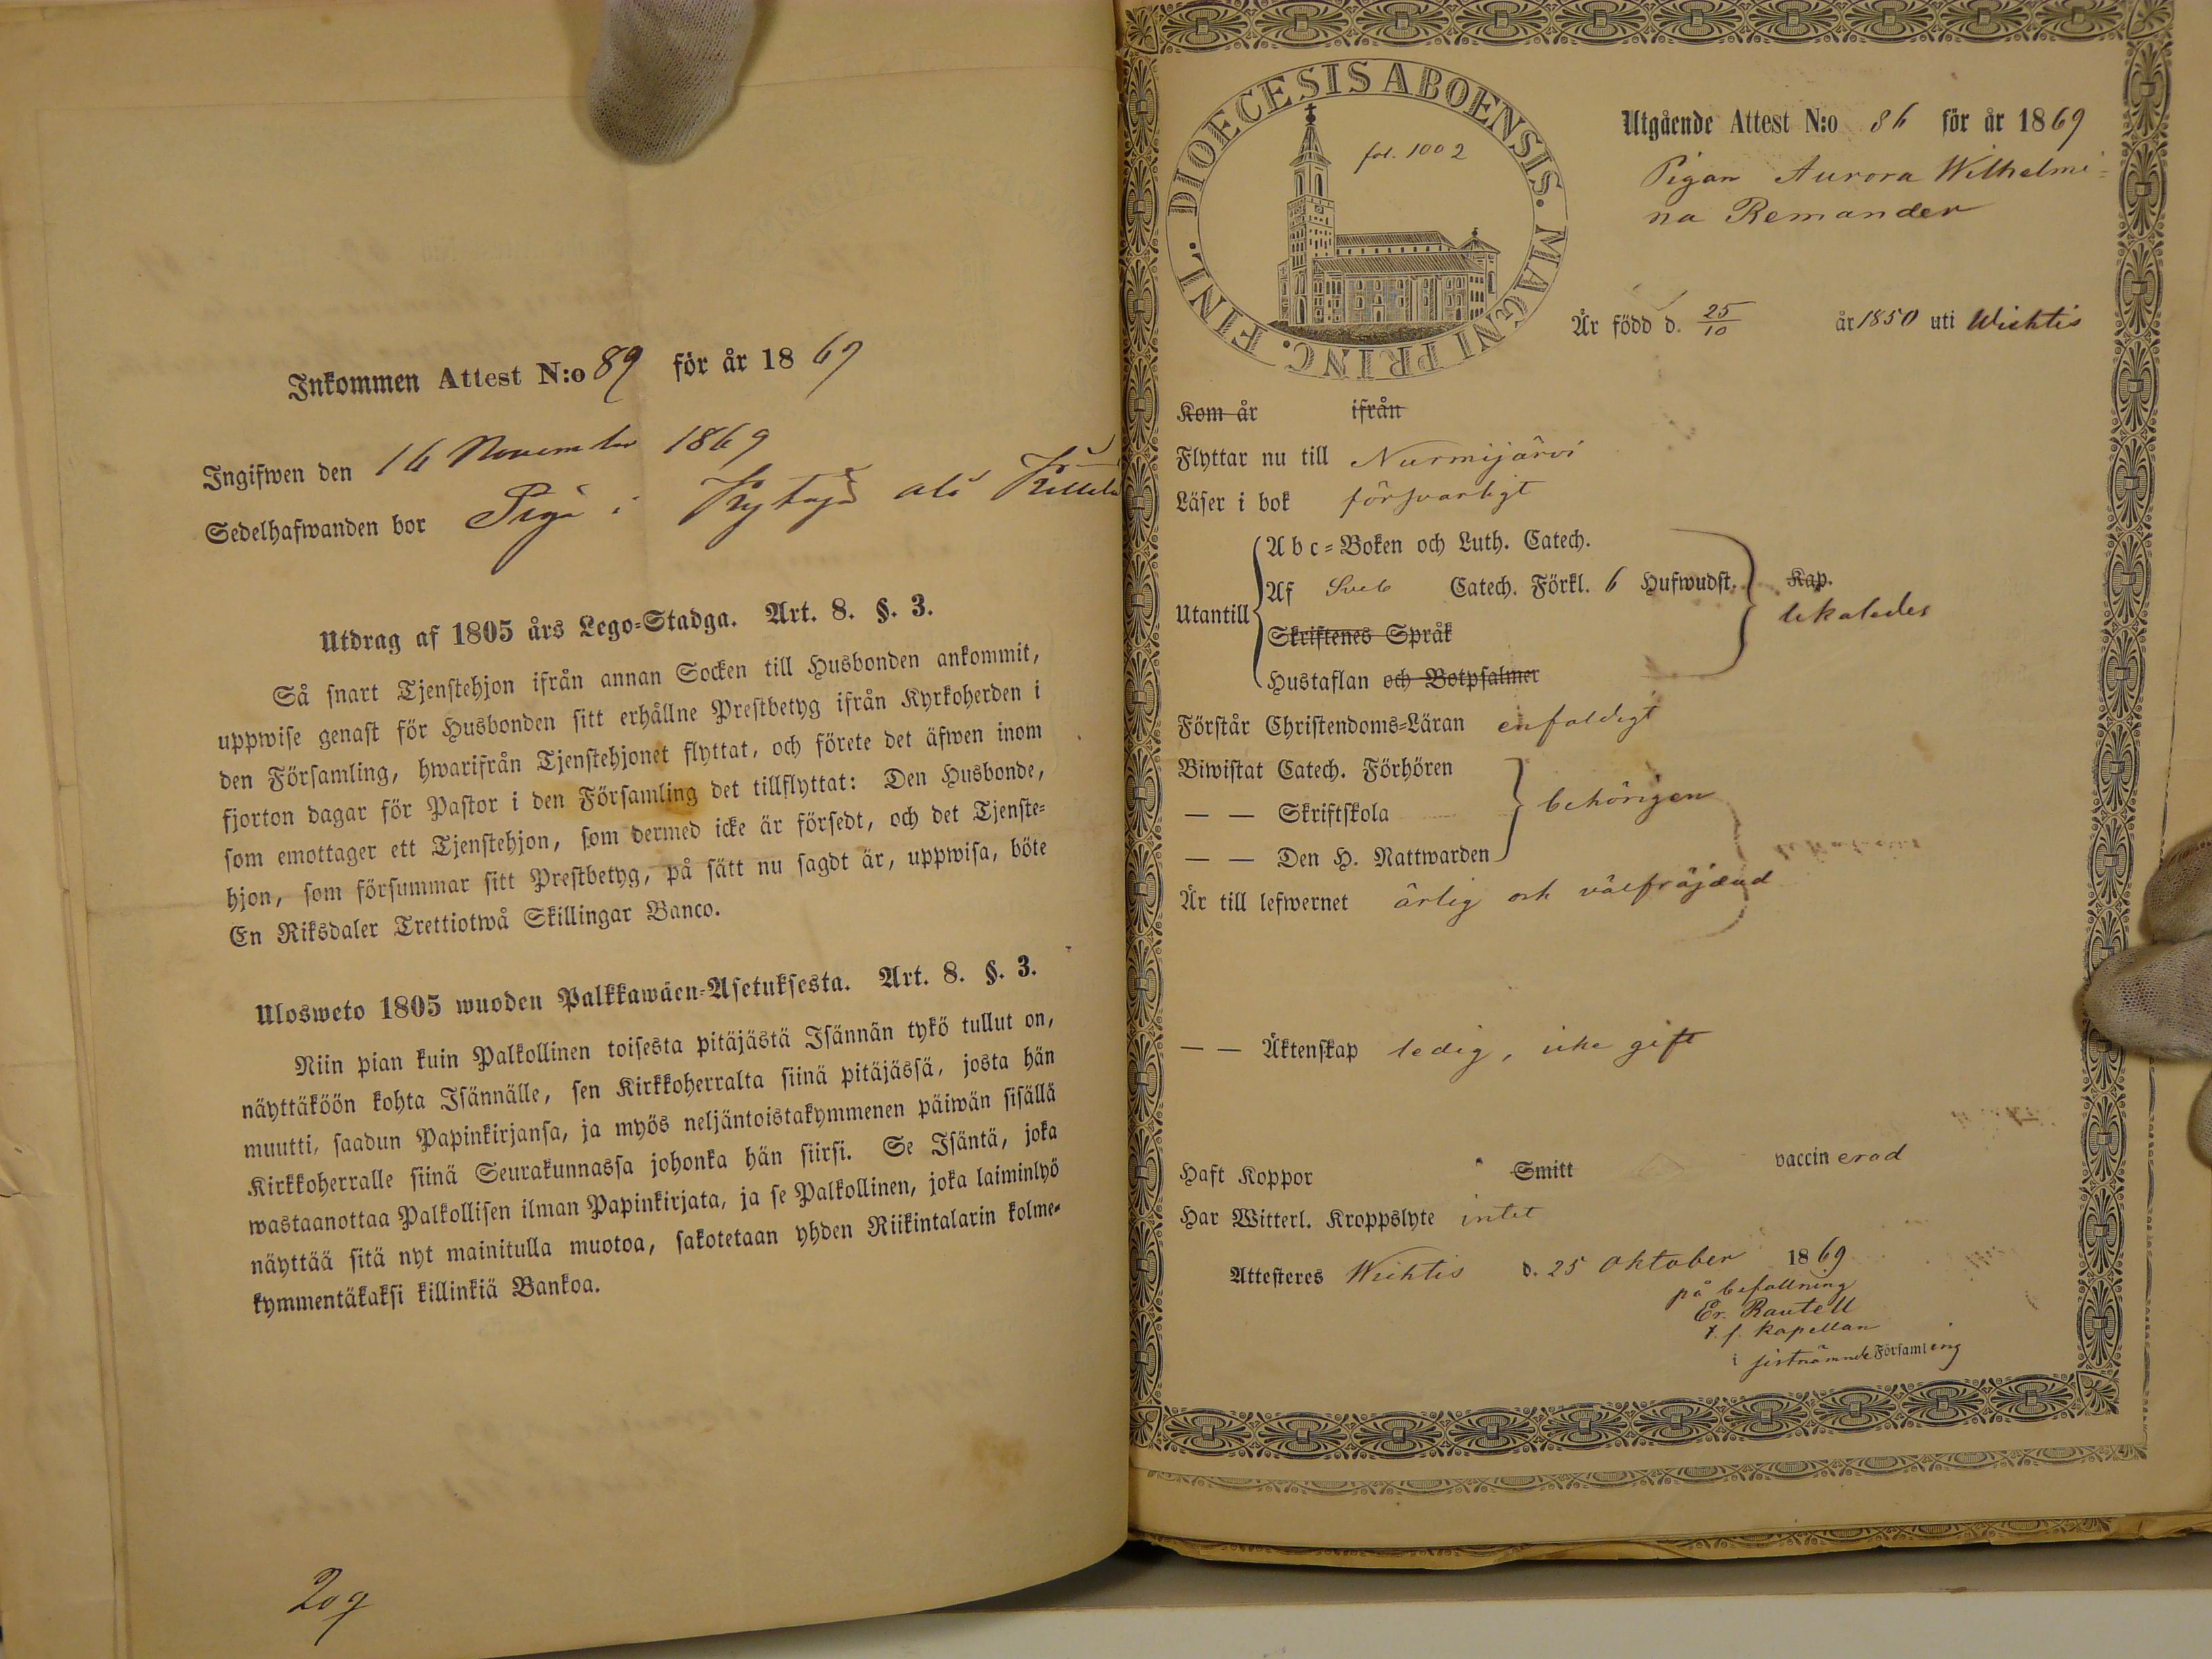 Inkommen Attest N:o 89 för år 1869
Ingifwen den 16 November 1869
Sedelhafwanden bor Piga i Kytäjä
Utdrag af 1805 års Lego-Stadga. Art. 8. §. 3.
Så snart Tjenstehjon ifrån annan Socken till Husbonden ankommit,
uppwise genast för Husbonden sitt erhållne Prestbetyg ifrån Kyrkoherden i
den Församling, hwarifrån Tjenstehjonet flyttat, och förete det äfwen inom
fjorton dagar för Pastor i den Församling det tillflyttat: Den Husbonde,
som emottager ett Tjenstehjon, som dermed icke är försedt, och det Tjenste-
hjon, som försummar sitt Prestbetyg, på sätt nu sagdt är, uppwisa, böte
En Riksdaler Trettiotwå Skillingar Banco.
Ulosweto 1805 wuoden Palkkawäen-Asetuksesta. Art. 8. §. 3.
Niin pian kuin Palkollinen toisesta pitäjästä Isännän tykö tullut on,
näyttäköön kohta Isännälle, sen Kirkkoherralta siinä pitäjässä, josta hän
muutti, saadun Papinkirjansa, ja myös neljäntoistakymmenen päiwän sisällä
Kirkkoherralle siinä Seurakunnassa johonka hän siirsi. Se Isäntä, joka
wastaanottaa Palkollisen ilman Papinkirjata, ja se Palkollinen, joka laiminlyö
näyttää sitä nyt mainitulla muotoa, sakotetaan yhden Riikintalarin kolme-
kymmentäkaksi killinkiä Bankoa.
209
DIOECESIS ABOENSIS. MAGNI PRINC. FINL.
fol. 1002
Utgående Attest N:o 86 för år 1869
Pigan Aurora Wilhelmi=
na Remander
Är född d. 25/10 år 1850 uti Wichtis
Kom år ifrån
Flyttar nu till Nurmijärvi
Läser i bok försvarligt
Utantill
Abc-Boken och Luth. Catech.
Af Sveb Catech. Förkl. 6 Hufwudst. Kap.
likaledes
Skriftenes Språk
Hustaflan och Botpsalmer
Förstår Christendoms-Läran enfaldigt
Biwistat Catech. Förhören
— — Skriftskola behörigen
— — Den H. Nattwarden
Är till lefwernet ärlig och välfräjdad
— — Äktenskap ledig, icke gift
Haft Koppor Smitt vaccinerad
Har Witterl. Kroppslyte intet
Attesteres Wichtis d. 25 Oktober 1869
på befallning
Er. Rautell
t. f. Kapellan
i sistnämnde Församling